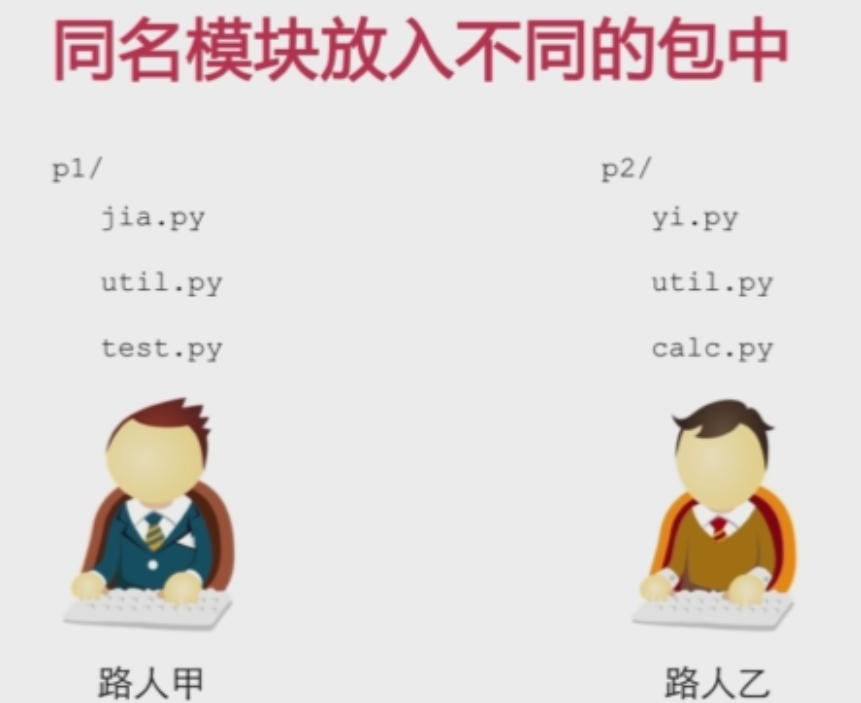 同名模块放入不同的包中
p1/
jia.py
util.py
test.py
路人甲
p2/
yi.py
util.py
calc.py
路人乙